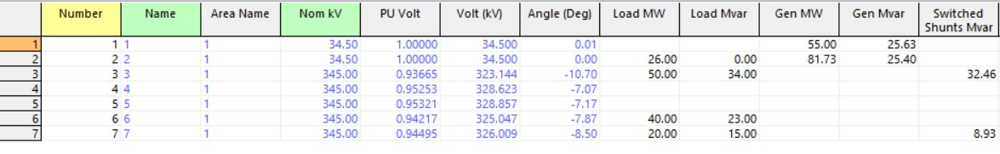 Number Name Area Name Nom kV PU Volt Volt (kV) Angle (Deg) Load MW Load Mvar Gen MW Gen Mvar Switched Shunts Mvar
1 1 1 1 34.50 1.00000 34.500 0.01 55.00 25.63
2 2 2 1 34.50 1.00000 34.500 0.00 26.00 0.00 81.73 25.40
3 3 3 1 345.00 0.93665 323.144 -10.70 50.00 34.00 32.46
4 4 4 1 345.00 0.95253 328.623 -7.07
5 5 5 1 345.00 0.95321 328.857 -7.17
6 6 6 1 345.00 0.94217 325.047 -7.87 40.00 23.00
7 7 7 1 345.00 0.94495 326.009 -8.50 20.00 15.00 8.93